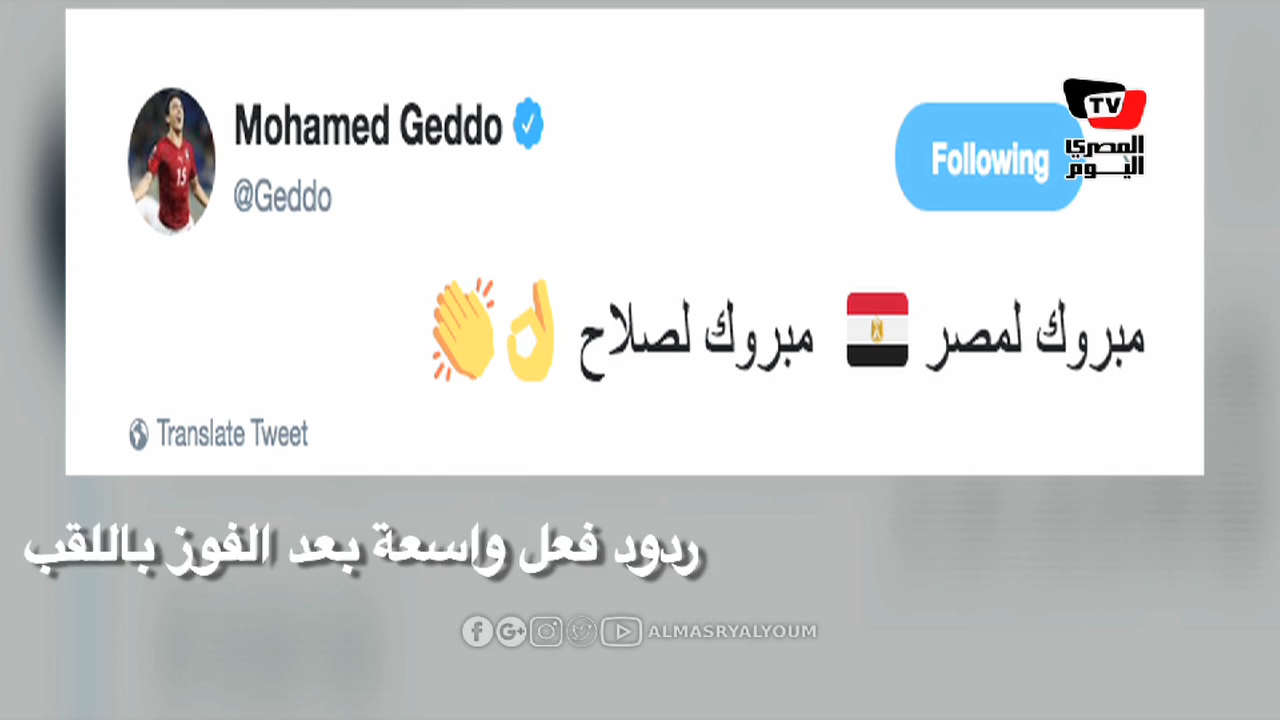 Mohamed Geddo
@Geddo
Following
TV
المصري
اليوم
مبروك لمصر 🇪🇬 مبروك لصلاح 👌👏
Translate Tweet
ردود فعل واسعة بعد الفوز باللقب
ALMASRYALYOUM